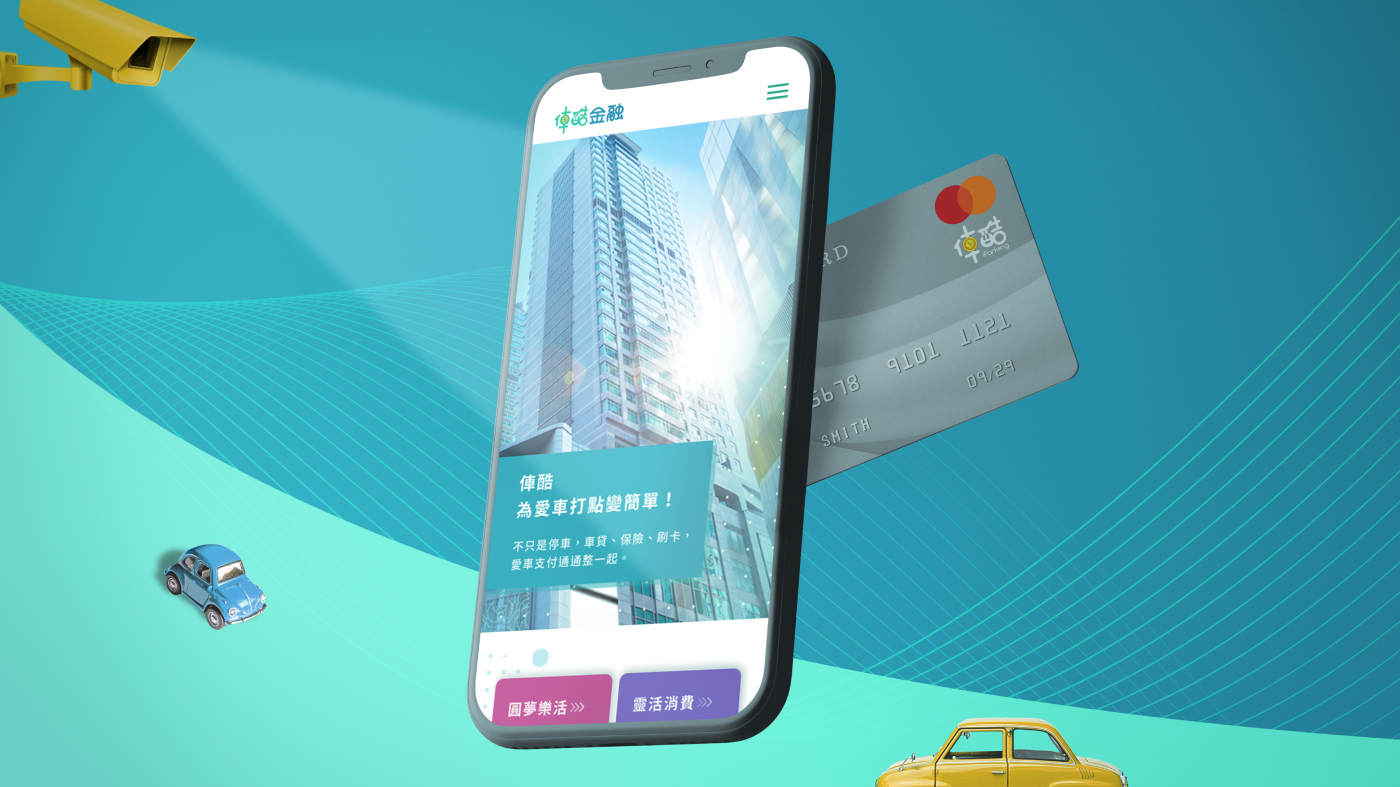 俥酷金融
RD
俥酷
iParking
5678 9101 1121
09/29
SMITH
俥酷
為愛車打點變簡單！
不只是停車，車貸、保險、刷卡，
愛車支付通通整一起。
圓夢樂活
靈活消費